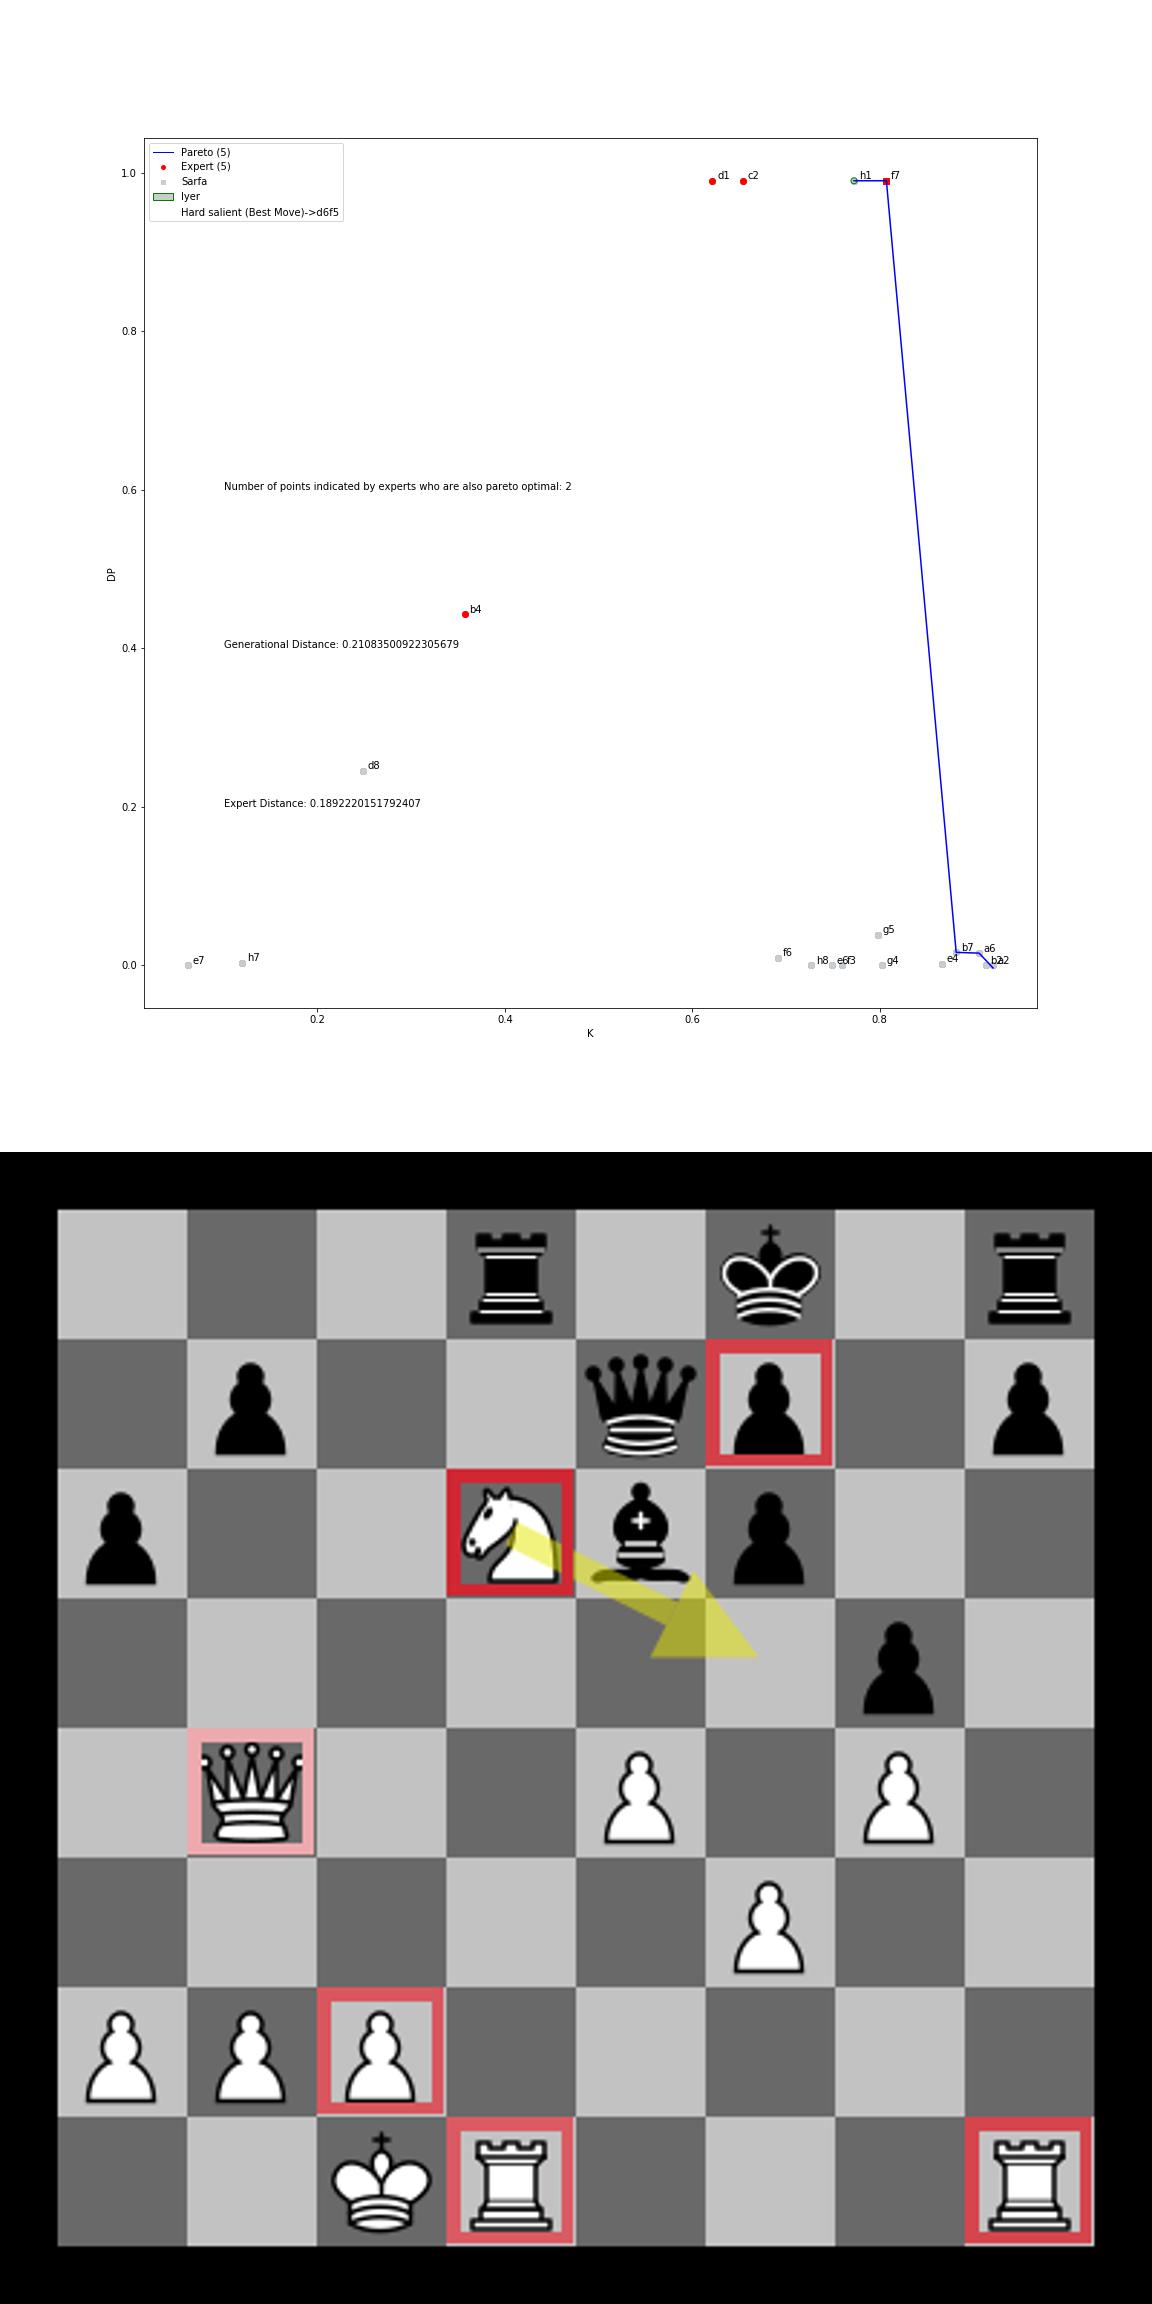 Pareto (5)
Expert (5)
Sarfa
Iyer
Hard salient (Best Move)->d6f5
1.0
d1
c2
h1
f7
0.8
Number of points indicated by experts who are also pareto optimal: 2
0.6
DP
b4
Generational Distance: 0.21083500922305679
0.4
d8
Expert Distance: 0.1892220151792407
0.2
g5
b7
a6
f6
0.0
e7
h7
h8
f3
g4
e4
a2
0.2
0.4
0.6
0.8
K